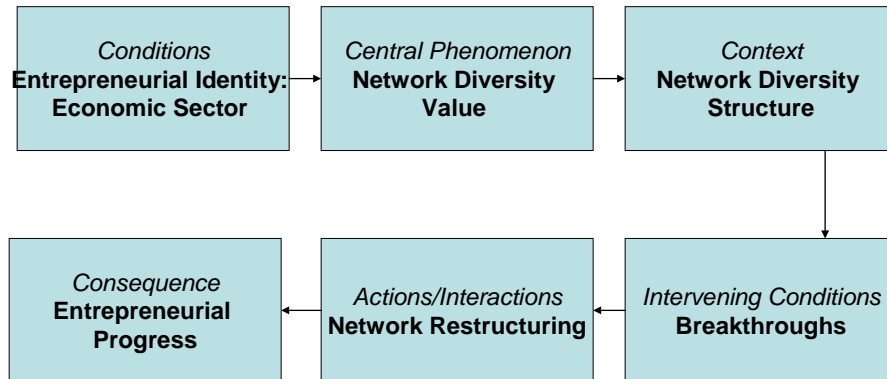 Conditions
Entrepreneurial Identity:
Economic Sector
Central Phenomenon
Network Diversity
Value
Context
Network Diversity
Structure
Consequence
Entrepreneurial
Progress
Actions/Interactions
Network Restructuring
Intervening Conditions
Breakthroughs